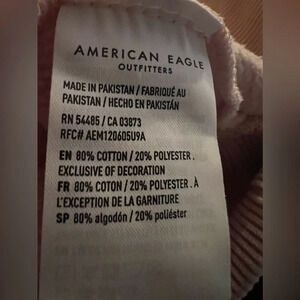 AMERICAN EAGLE
OUTFITTERS
MADE IN PAKISTAN / FABRIQUÉ AU
PAKISTAN / HECHO EN PAKISTÁN
RN 54485 / CA 03873
RFC# AEM120605U9A
EN 80% COTTON / 20% POLYESTER .
EXCLUSIVE OF DECORATION
FR 80% COTON / 20% POLYESTER . À
L'EXCEPTION DE LA GARNITURE
SP 80% algodón / 20% poliéster